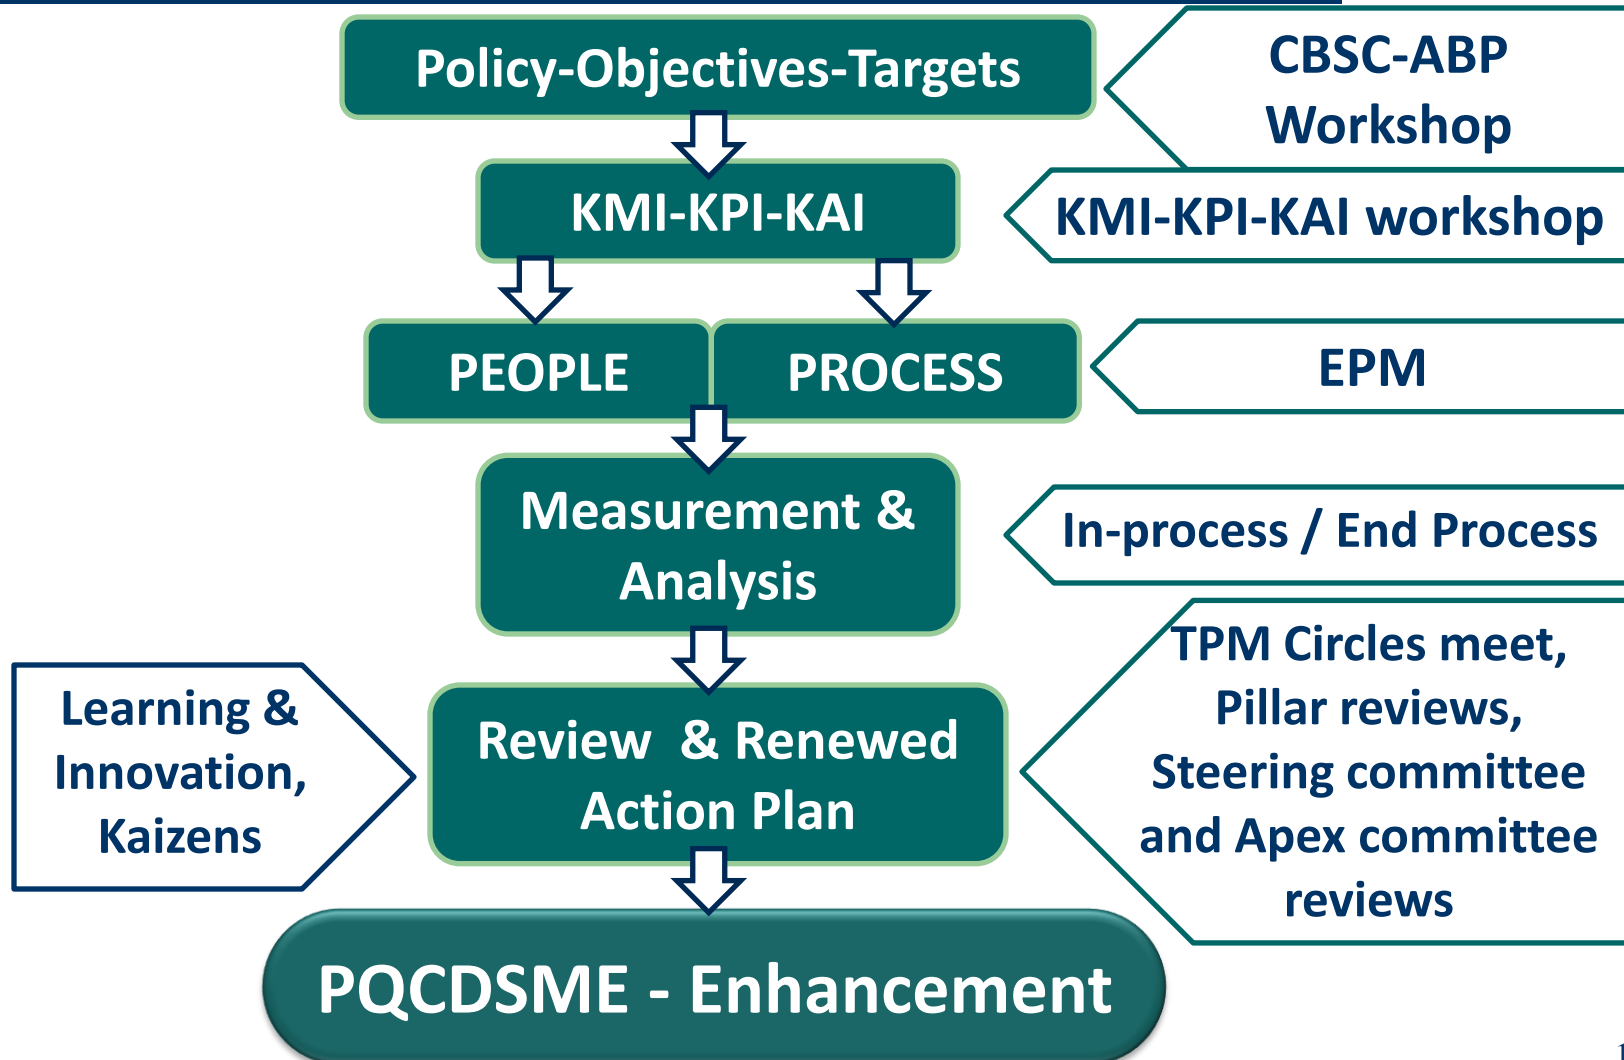 Policy-Objectives-Targets
CBSC-ABP
Workshop
KMI-KPI-KAI
KMI-KPI-KAI workshop
PEOPLE
PROCESS
EPM
Measurement &
Analysis
In-process / End Process
Learning &
Innovation,
Kaizens
Review & Renewed
Action Plan
TPM Circles meet,
Pillar reviews,
Steering committee
and Apex committee
reviews
PQCDSME - Enhancement